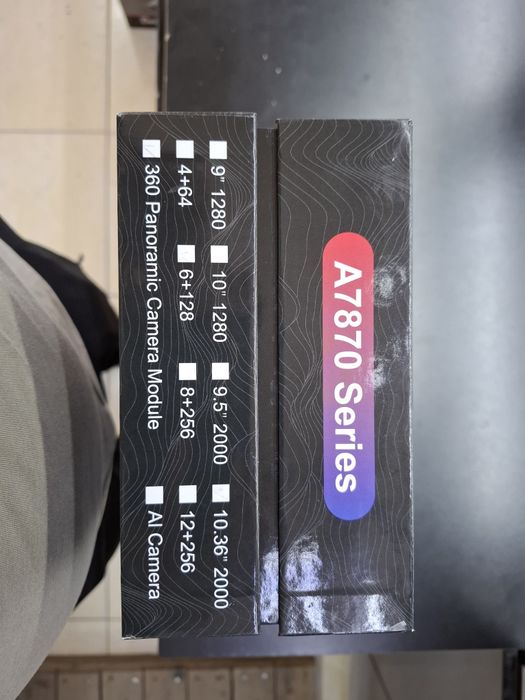 A7870 Series
9" 1280 10" 1280 9.5" 2000 10.36" 2000
4+64 6+128 8+256 12+256
360 Panoramic Camera Module AI Camera